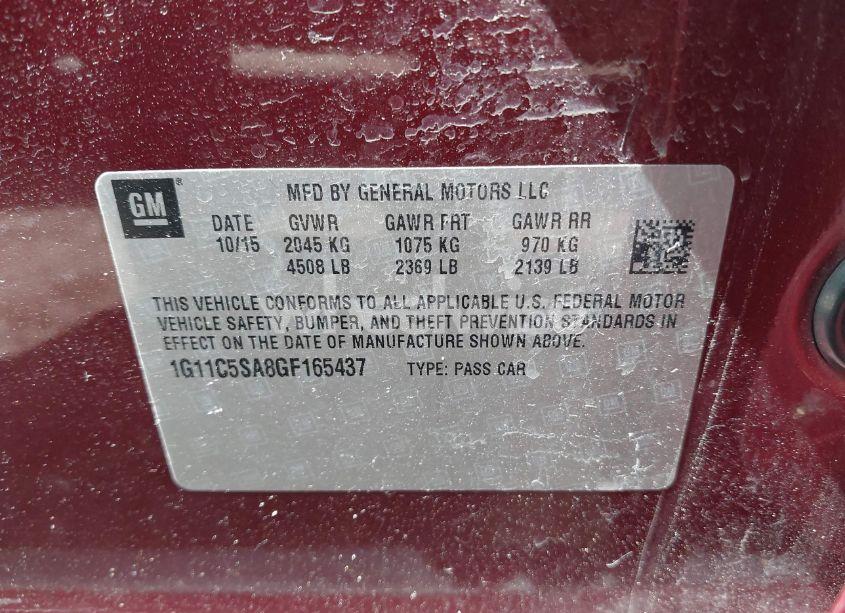 GM ® MFD BY GENERAL MOTORS LLC
DATE GVWR GAWR FRT GAWR RR
10/15 2045 KG 1075 KG 970 KG
4508 LB 2369 LB 2139 LB
THIS VEHICLE CONFORMS TO ALL APPLICABLE U.S. FEDERAL MOTOR
VEHICLE SAFETY, BUMPER, AND THEFT PREVENTION STANDARDS IN
EFFECT ON THE DATE OF MANUFACTURE SHOWN ABOVE.
1G11C5SA8GF165437 TYPE: PASS CAR